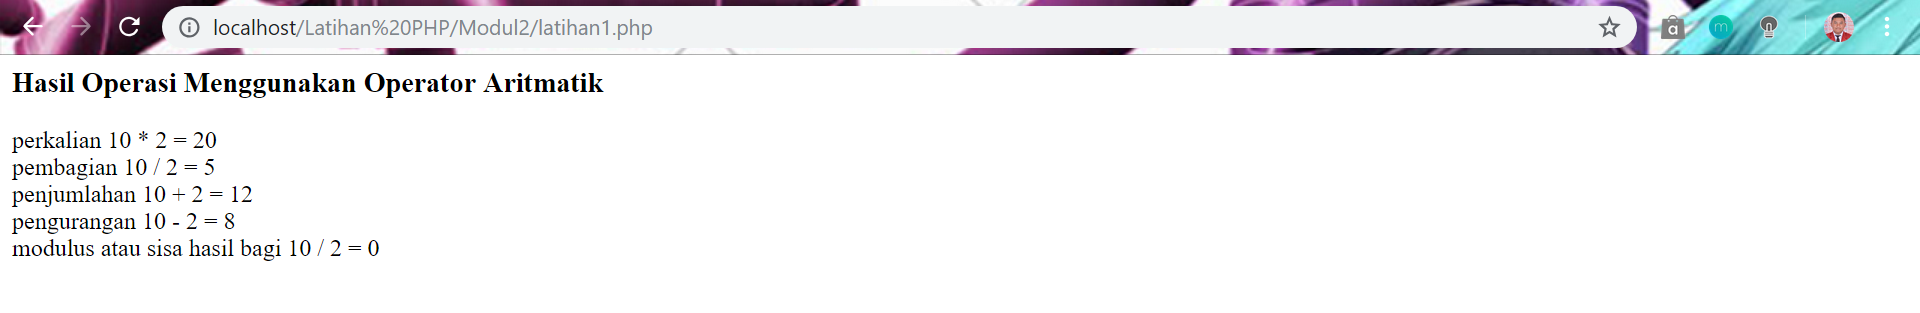 localhost/Latihan%20PHP/Modul2/latihan1.php
a
m
Hasil Operasi Menggunakan Operator Aritmatik
perkalian 10 * 2 = 20
pembagian 10 / 2 = 5
penjumlahan 10 + 2 = 12
pengurangan 10 - 2 = 8
modulus atau sisa hasil bagi 10 / 2 = 0